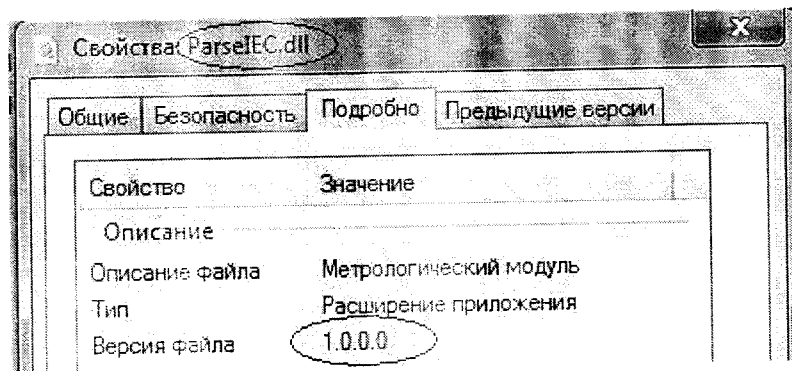 Свойства: ParseIEC.dll
Общие Безопасность Подробно Предыдущие версии
Свойство Значение
Описание
Описание файла Метрологический модуль
Тип Расширение приложения
Версия файла 1.0.0.0